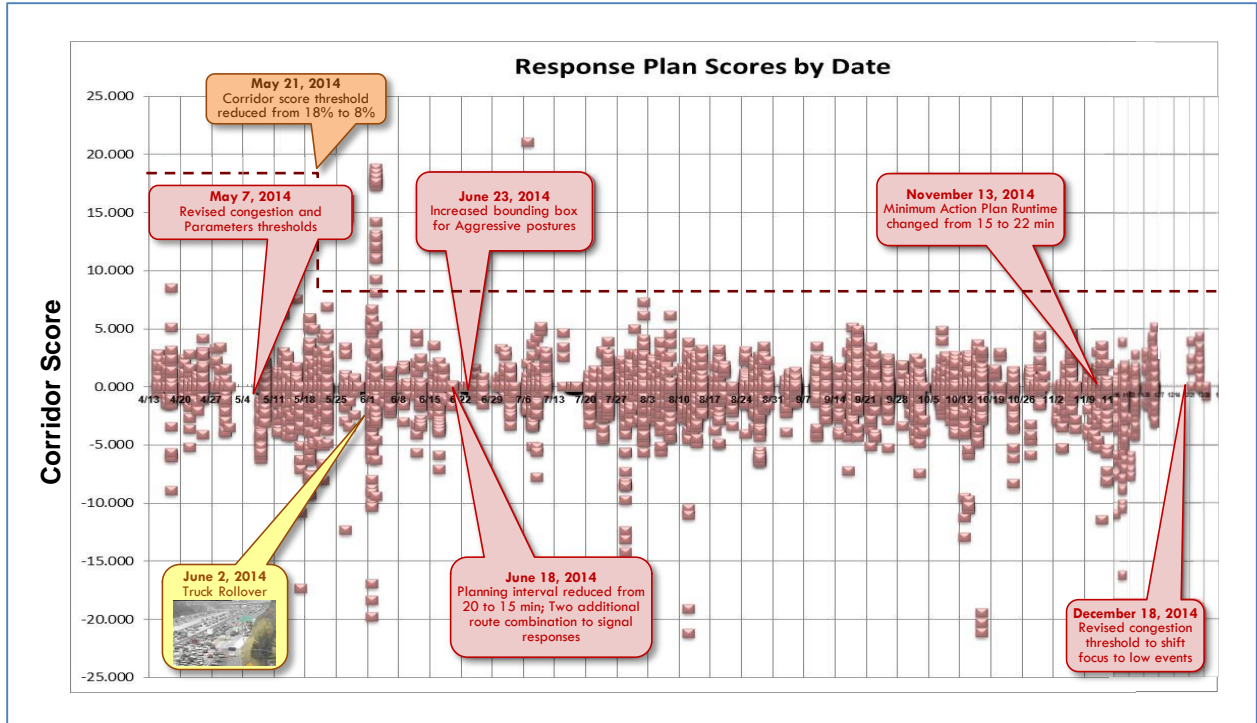 Response Plan Scores by Date
May 21, 2014
Corridor score threshold
reduced from 18% to 8%
May 7, 2014
Revised congestion and
Parameters thresholds
June 23, 2014
Increased bounding box
for Aggressive postures
November 13, 2014
Minimum Action Plan Runtime
changed from 15 to 22 min
25.000
20.000
15.000
10.000
5.000
0.000
-5.000
-10.000
-15.000
-20.000
-25.000
Corridor Score
4/13 4/20 4/27 5/4 5/11 5/18 5/25 6/1 6/8 6/15 6/22 6/29 7/6 7/13 7/20 7/27 8/3 8/10 8/17 8/24 8/31 9/7 9/14 9/21 9/28 10/5 10/12 10/19 10/26 11/2 11/9
June 2, 2014
Truck Rollover
June 18, 2014
Planning interval reduced from
20 to 15 min; Two additional
route combination to signal
responses
December 18, 2014
Revised congestion
threshold to shift
focus to low events